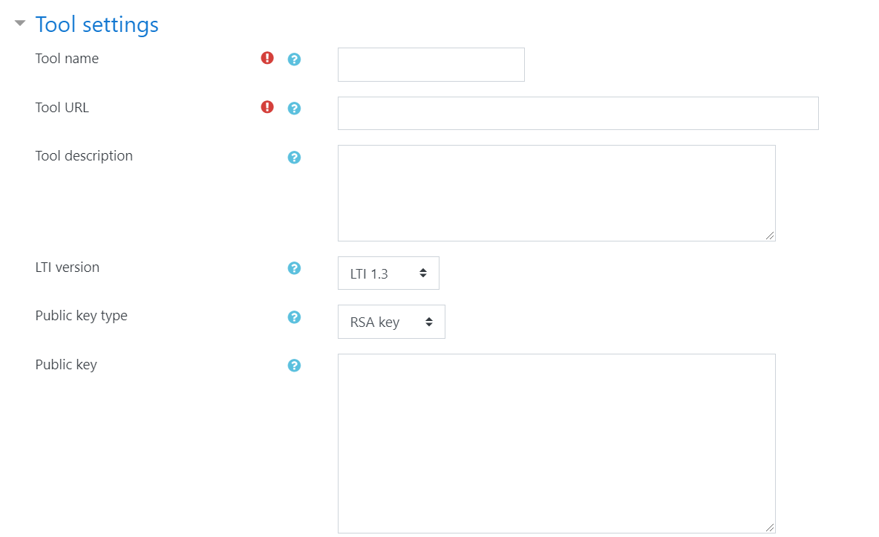 Tool settings
Tool name
Tool URL
Tool description
LTI version
LTI 1.3
Public key type
RSA key
Public key